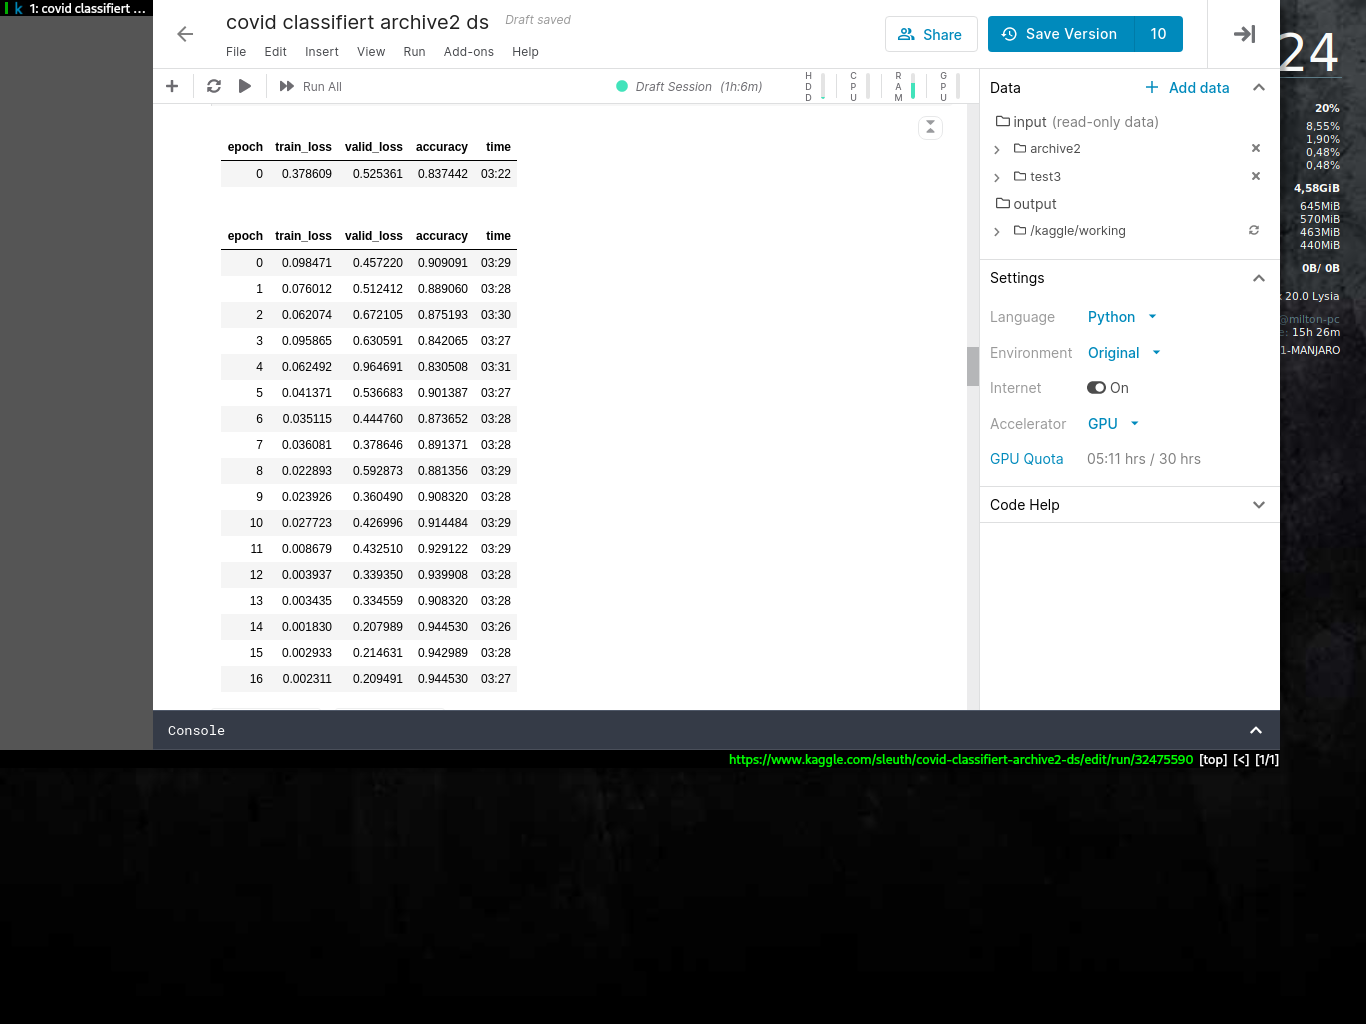 1: covid classifiert ...
covid classifiert archive2 ds Draft saved
File Edit Insert View Run Add-ons Help
Share
Save Version 10
Run All
Draft Session (1h:6m)
HDD CPU RAM GPU
epoch train_loss valid_loss accuracy time
0 0.378609 0.525361 0.837442 03:22
epoch train_loss valid_loss accuracy time
0 0.098471 0.457220 0.909091 03:29
1 0.076012 0.512412 0.889060 03:28
2 0.062074 0.672105 0.875193 03:30
3 0.095865 0.630591 0.842065 03:27
4 0.062492 0.964691 0.830508 03:31
5 0.041371 0.536683 0.901387 03:27
6 0.035115 0.444760 0.873652 03:28
7 0.036081 0.378646 0.891371 03:28
8 0.022893 0.592873 0.881356 03:29
9 0.023926 0.360490 0.908320 03:28
10 0.027723 0.426996 0.914484 03:29
11 0.008679 0.432510 0.929122 03:29
12 0.003937 0.339350 0.939908 03:28
13 0.003435 0.334559 0.908320 03:28
14 0.001830 0.207989 0.944530 03:26
15 0.002933 0.214631 0.942989 03:28
16 0.002311 0.209491 0.944530 03:27
Data + Add data
input (read-only data)
archive2
test3
output
/kaggle/working
Settings
Language Python
Environment Original
Internet On
Accelerator GPU
GPU Quota 05:11 hrs / 30 hrs
Code Help
Console
https://www.kaggle.com/sleuth/covid-classifiert-archive2-ds/edit/run/32475590 [top] [<] [1/1]
24
20%
8,55%
1,90%
0,48%
0,48%
4,58GiB
645MiB
570MiB
463MiB
440MiB
0B/ 0B
20.0 Lysia
@milton-pc
15h 26m
1-MANJARO